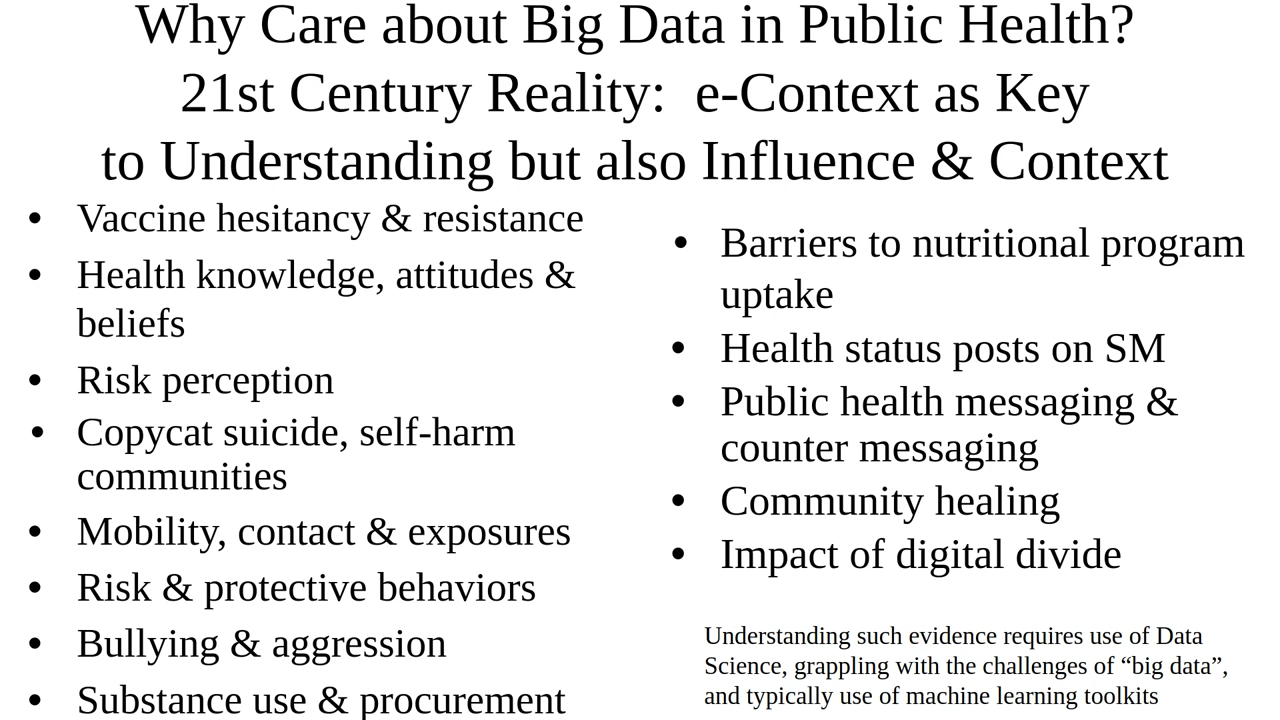 Why Care about Big Data in Public Health?
21st Century Reality:  e-Context as Key
to Understanding but also Influence & Context
• Vaccine hesitancy & resistance
• Health knowledge, attitudes &
beliefs
• Risk perception
• Copycat suicide, self-harm
communities
• Mobility, contact & exposures
• Risk & protective behaviors
• Bullying & aggression
• Substance use & procurement
• Barriers to nutritional program
uptake
• Health status posts on SM
• Public health messaging &
counter messaging
• Community healing
• Impact of digital divide
Understanding such evidence requires use of Data
Science, grappling with the challenges of “big data”,
and typically use of machine learning toolkits